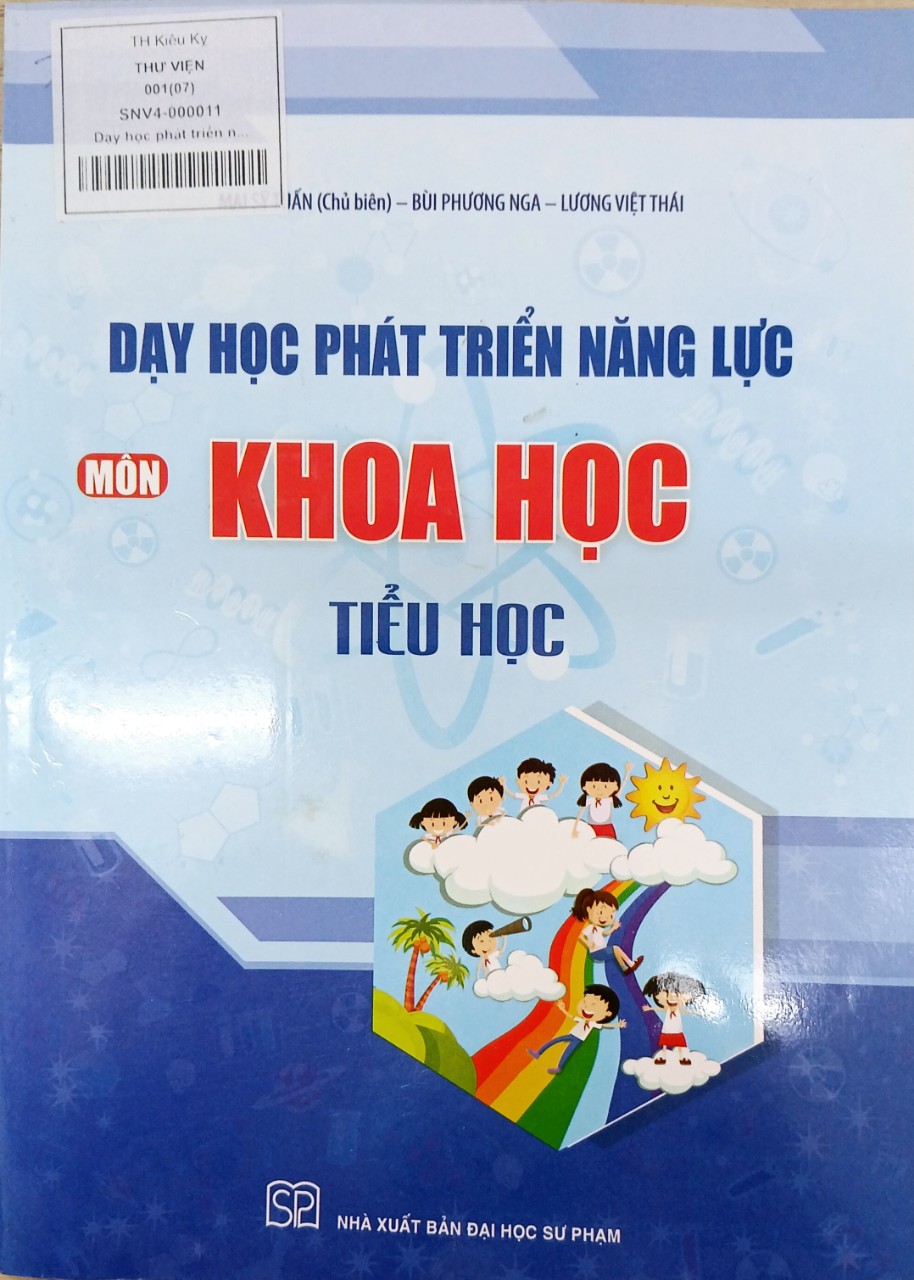 TH Kiêu Kỵ
THƯ VIỆN
001(07)
SNV4-000011
Dạy học phát triển n...
(Chủ biên) – BÙI PHƯƠNG NGA – LƯƠNG VIỆT THÁI
DẠY HỌC PHÁT TRIỂN NĂNG LỰC
MÔN KHOA HỌC
TIỂU HỌC
SP
NHÀ XUẤT BẢN ĐẠI HỌC SƯ PHẠM